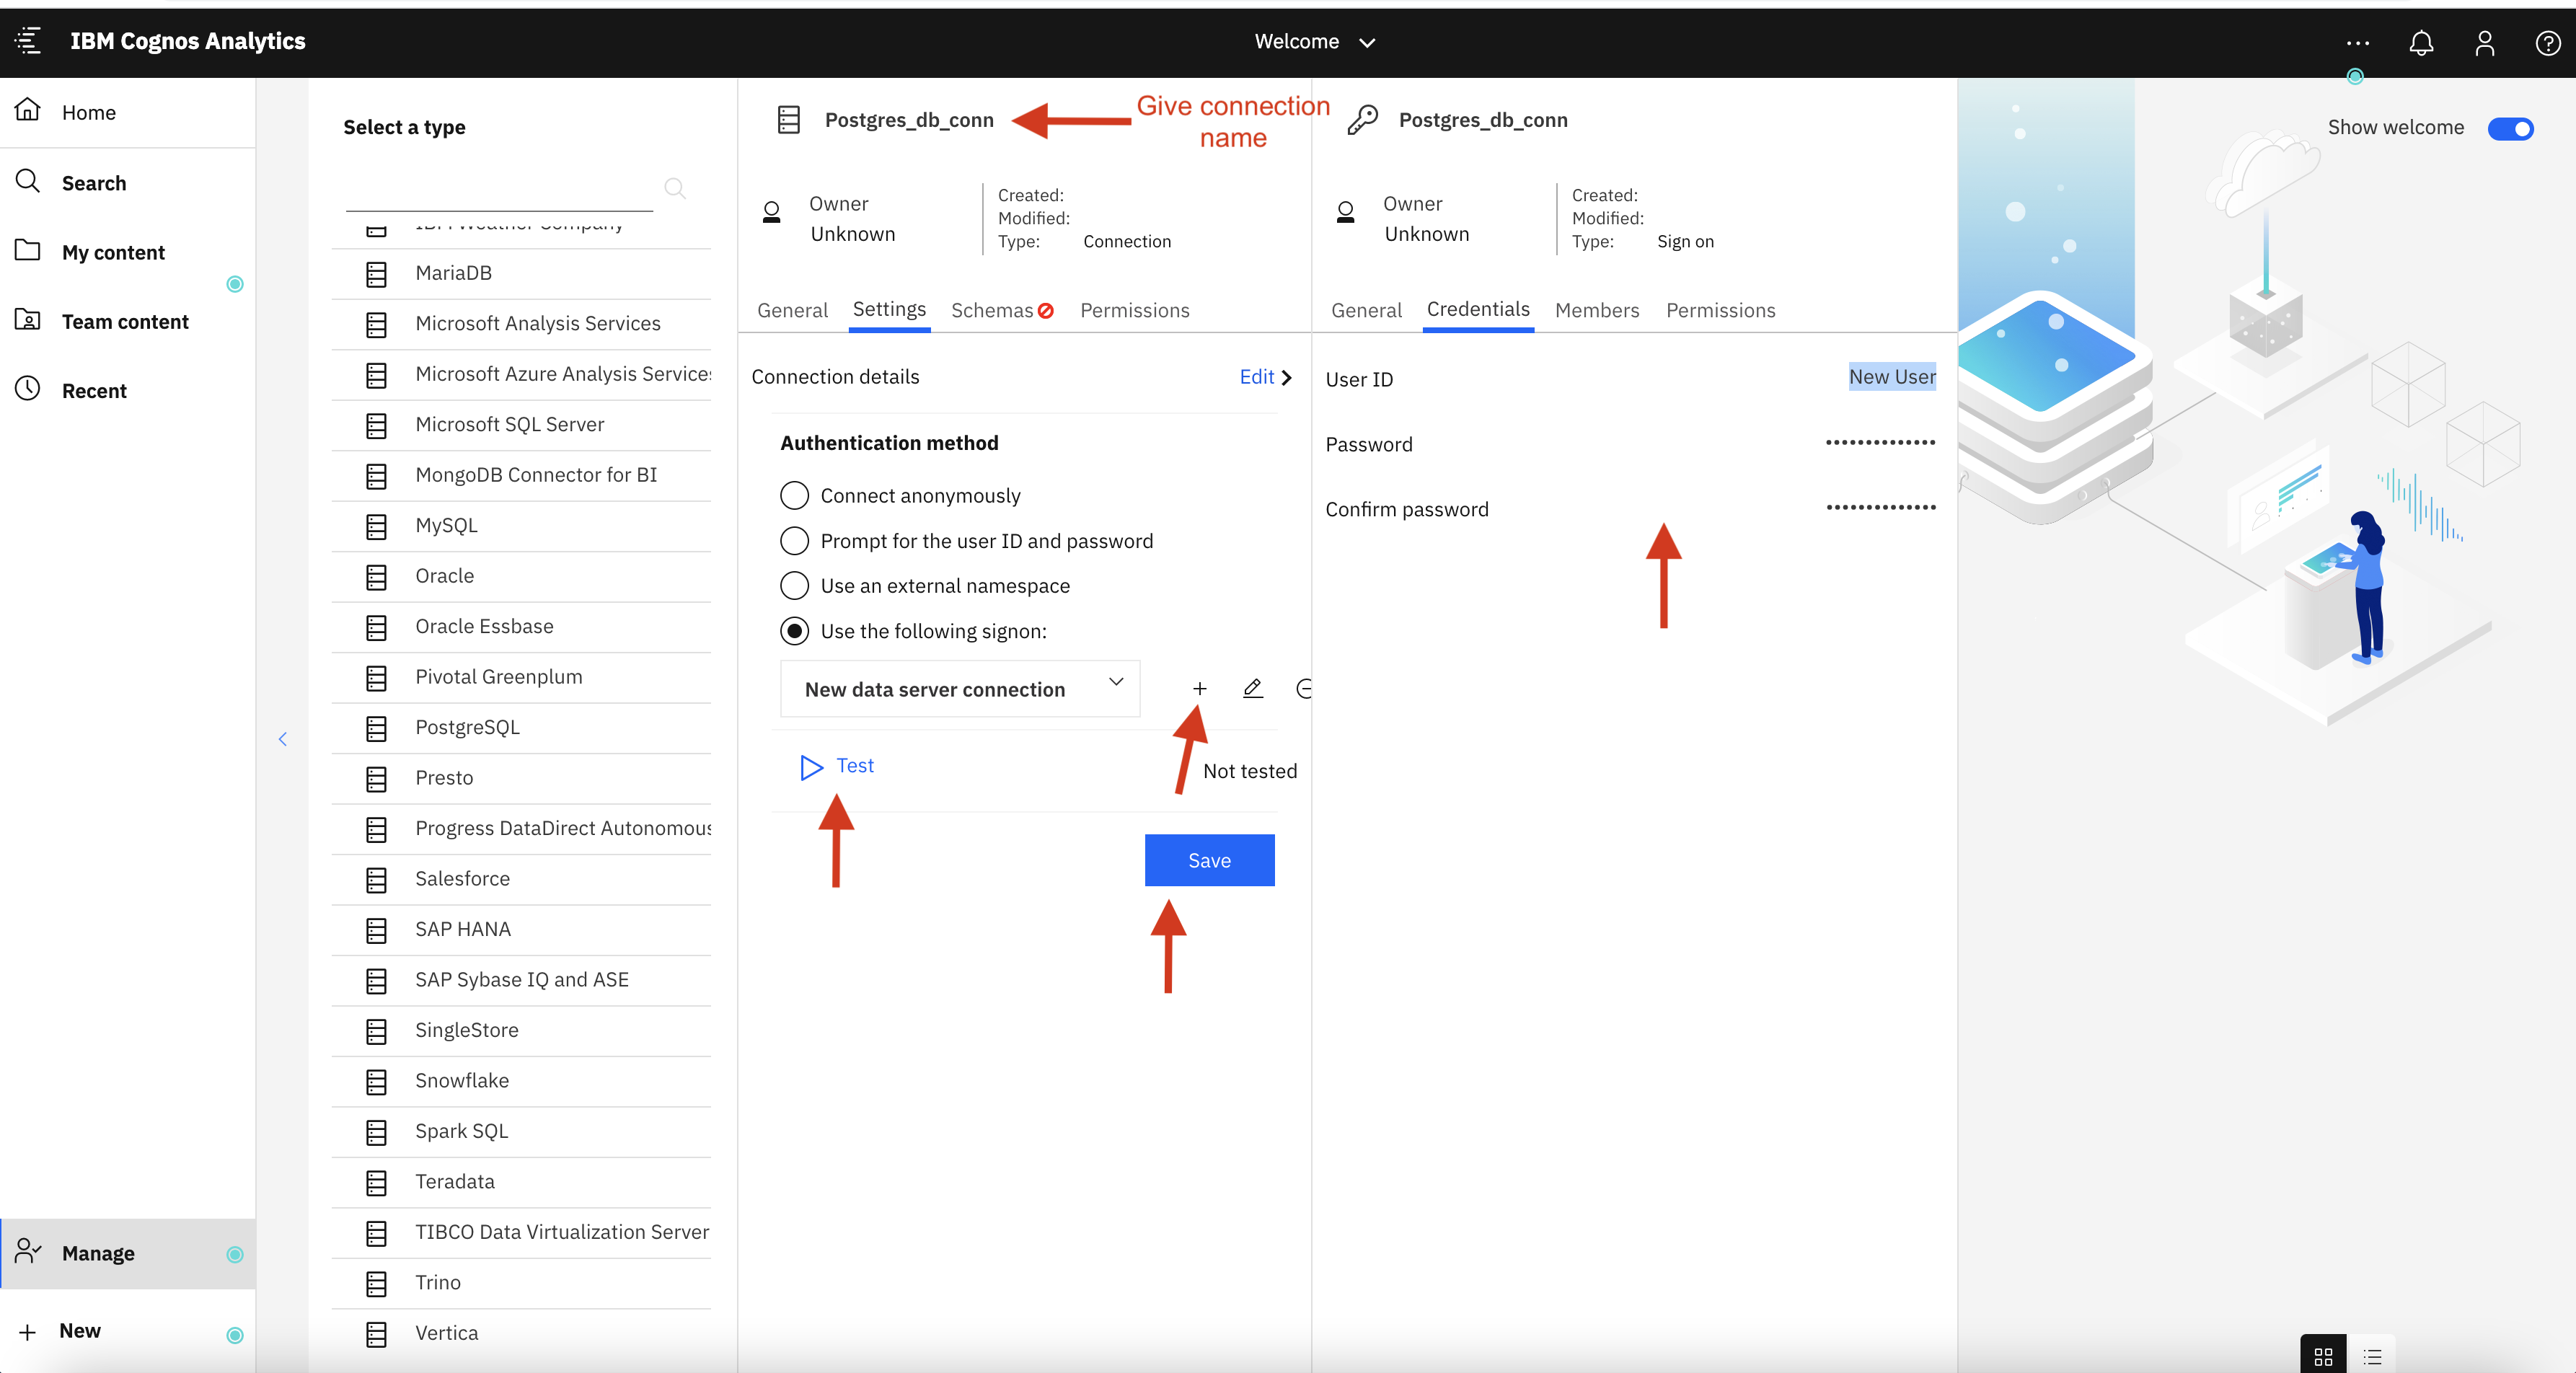 IBM Cognos Analytics
Welcome
Home
Search
My content
Team content
Recent
Manage
New
Select a type
IBM Weather Company
MariaDB
Microsoft Analysis Services
Microsoft Azure Analysis Services
Microsoft SQL Server
MongoDB Connector for BI
MySQL
Oracle
Oracle Essbase
Pivotal Greenplum
PostgreSQL
Presto
Progress DataDirect Autonomous
Salesforce
SAP HANA
SAP Sybase IQ and ASE
SingleStore
Snowflake
Spark SQL
Teradata
TIBCO Data Virtualization Server
Trino
Vertica
Postgres_db_conn
Give connection
name
Owner
Unknown
Created:
Modified:
Type: Connection
General Settings Schemas Permissions
Connection details Edit
Authentication method
Connect anonymously
Prompt for the user ID and password
Use an external namespace
Use the following signon:
New data server connection
Test
Not tested
Save
Postgres_db_conn
Owner
Unknown
Created:
Modified:
Type: Sign on
General Credentials Members Permissions
User ID New User
Password ••••••••••••••
Confirm password ••••••••••••••
Show welcome